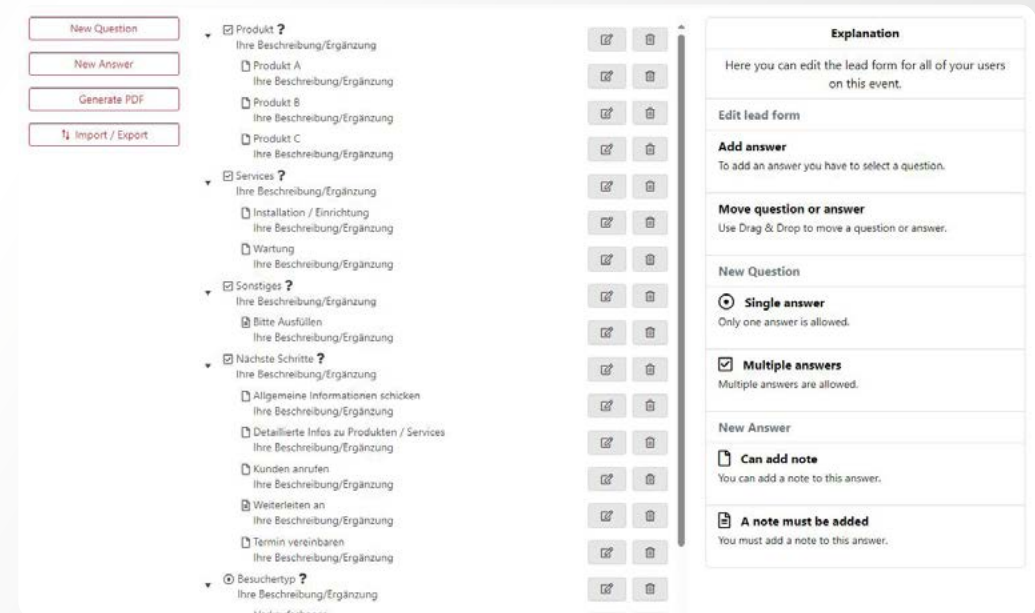 New Question
New Answer
Generate PDF
Import / Export
Produkt ?
Ihre Beschreibung/Ergänzung
Produkt A
Ihre Beschreibung/Ergänzung
Produkt B
Ihre Beschreibung/Ergänzung
Produkt C
Ihre Beschreibung/Ergänzung
Services ?
Ihre Beschreibung/Ergänzung
Installation / Einrichtung
Ihre Beschreibung/Ergänzung
Wartung
Ihre Beschreibung/Ergänzung
Sonstiges ?
Ihre Beschreibung/Ergänzung
Bitte Ausfüllen
Ihre Beschreibung/Ergänzung
Nächste Schritte ?
Ihre Beschreibung/Ergänzung
Allgemeine Informationen schicken
Ihre Beschreibung/Ergänzung
Detaillierte Infos zu Produkten / Services
Ihre Beschreibung/Ergänzung
Kunden anrufen
Ihre Beschreibung/Ergänzung
Weiterleiten an
Ihre Beschreibung/Ergänzung
Termin vereinbaren
Ihre Beschreibung/Ergänzung
Besuchertyp ?
Ihre Beschreibung/Ergänzung
Explanation
Here you can edit the lead form for all of your users
on this event.
Edit lead form
Add answer
To add an answer you have to select a question.
Move question or answer
Use Drag & Drop to move a question or answer.
New Question
Single answer
Only one answer is allowed.
Multiple answers
Multiple answers are allowed.
New Answer
Can add note
You can add a note to this answer.
A note must be added
You must add a note to this answer.